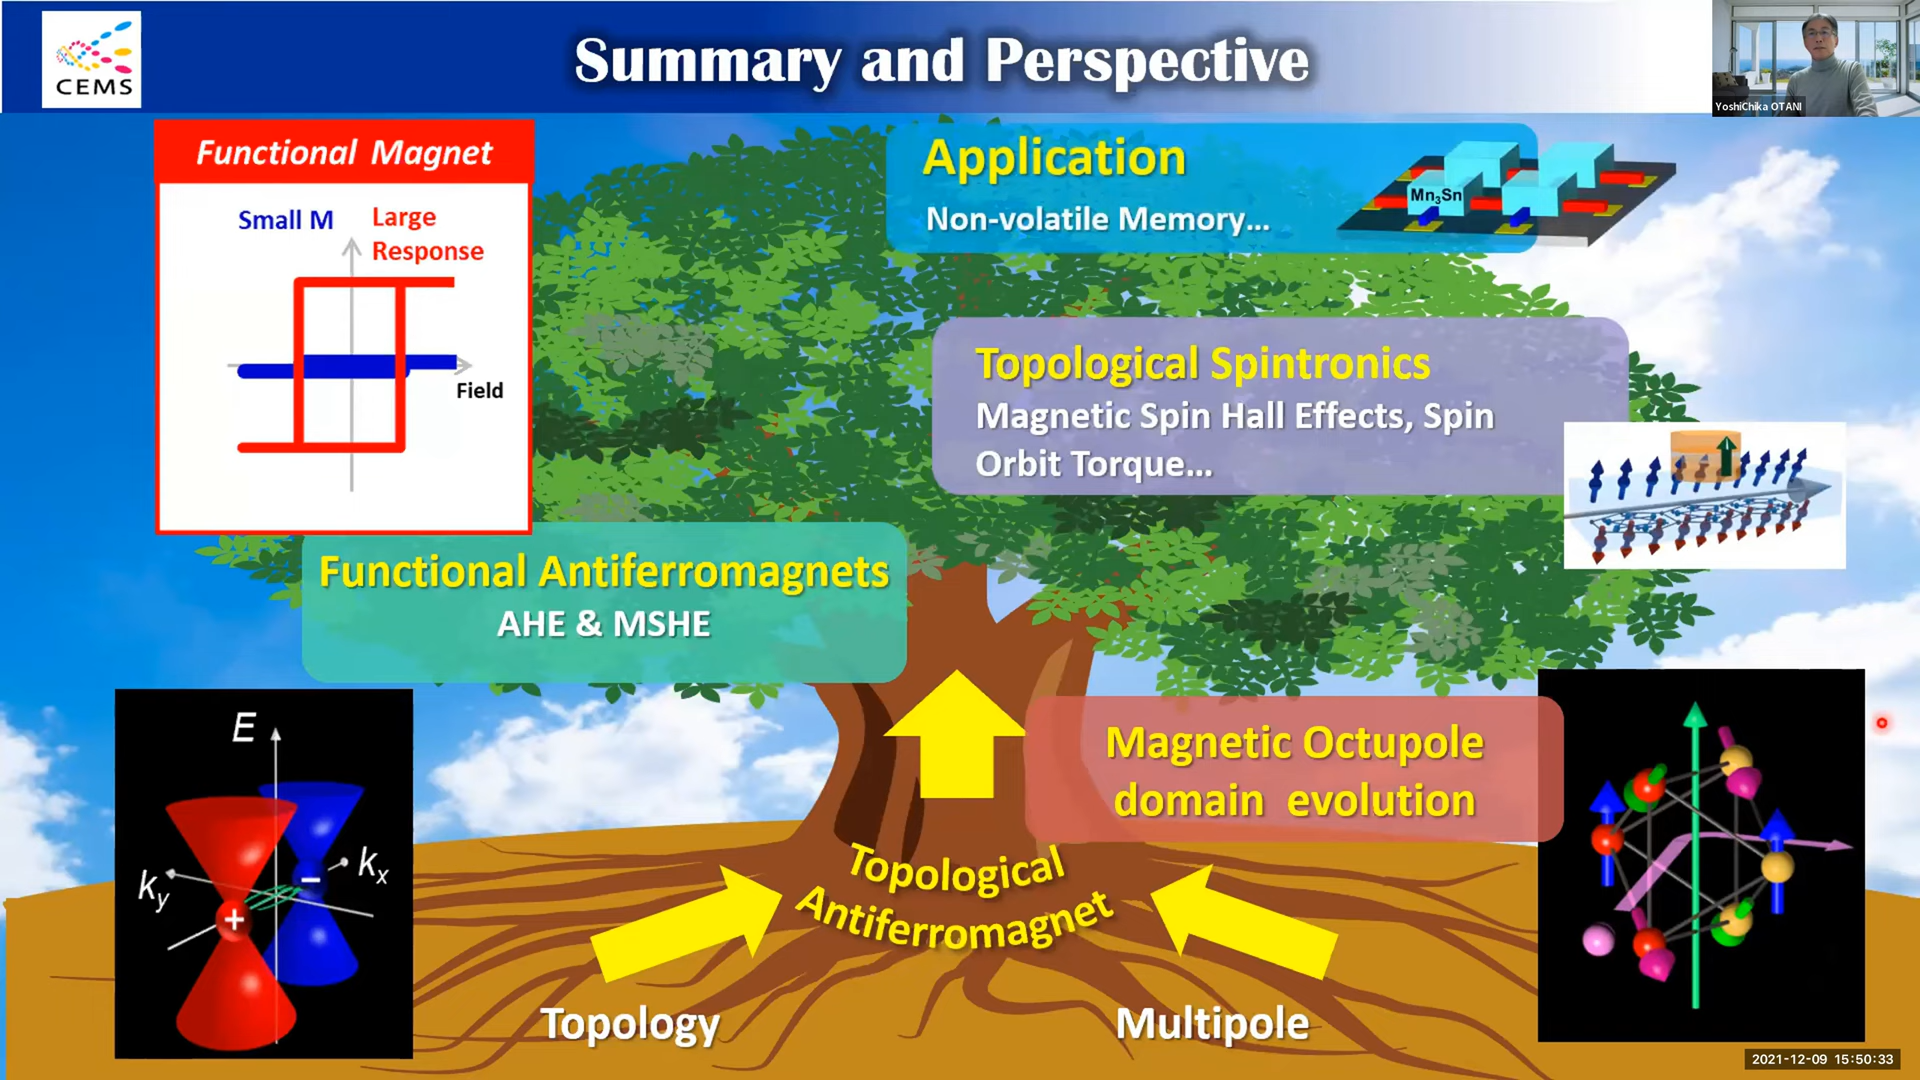 CEMS
Summary and Perspective
YoshiChika OTANI
Functional Magnet
Small M
Large
Response
Field
Application
Non-volatile Memory...
Mn₃Sn
Topological Spintronics
Magnetic Spin Hall Effects, Spin
Orbit Torque...
Functional Antiferromagnets
AHE & MSHE
Magnetic Octupole
domain evolution
E
kᵧ
kₓ
+
−
Topological
Antiferromagnet
Topology
Multipole
2021-12-09 15:50:33